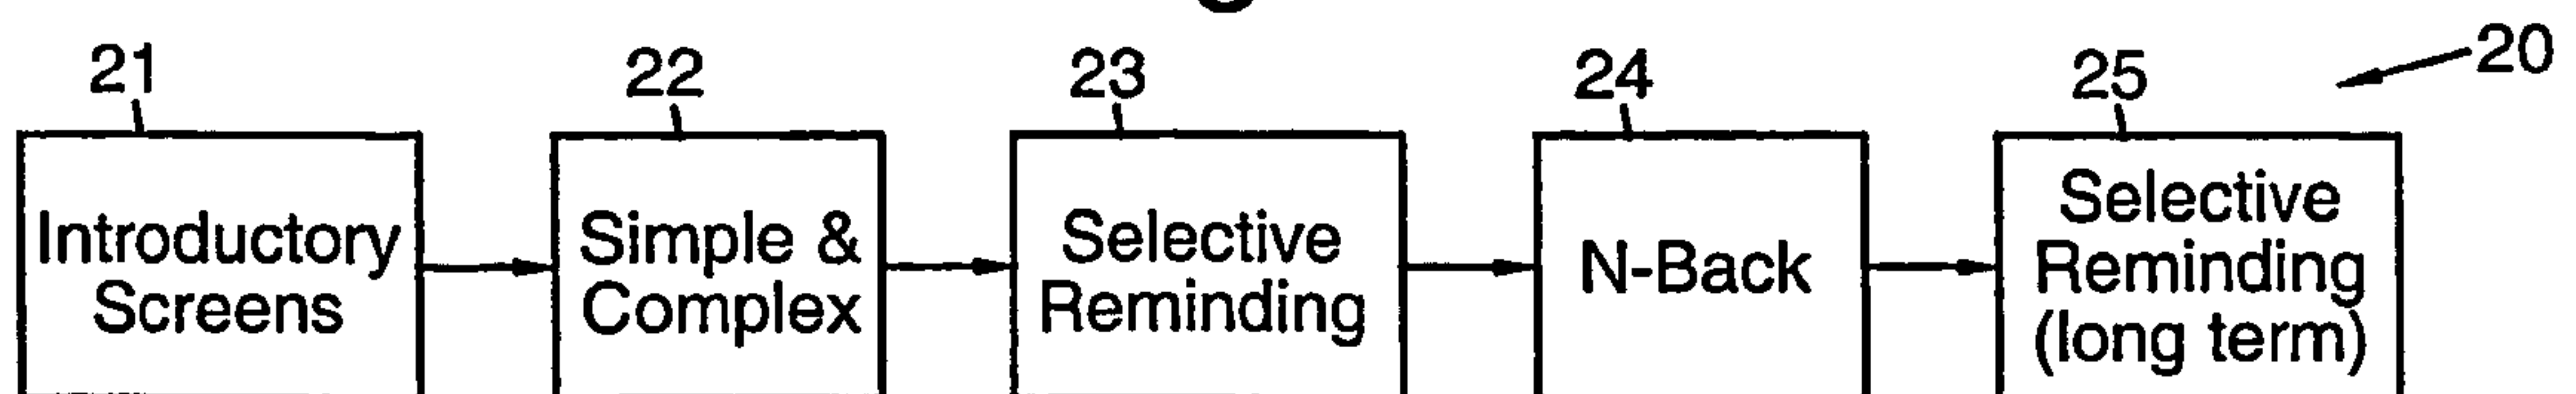 21 22 23 24 25 20
Introductory
Screens
Simple &
Complex
Selective
Reminding
N-Back
Selective
Reminding
(long term)